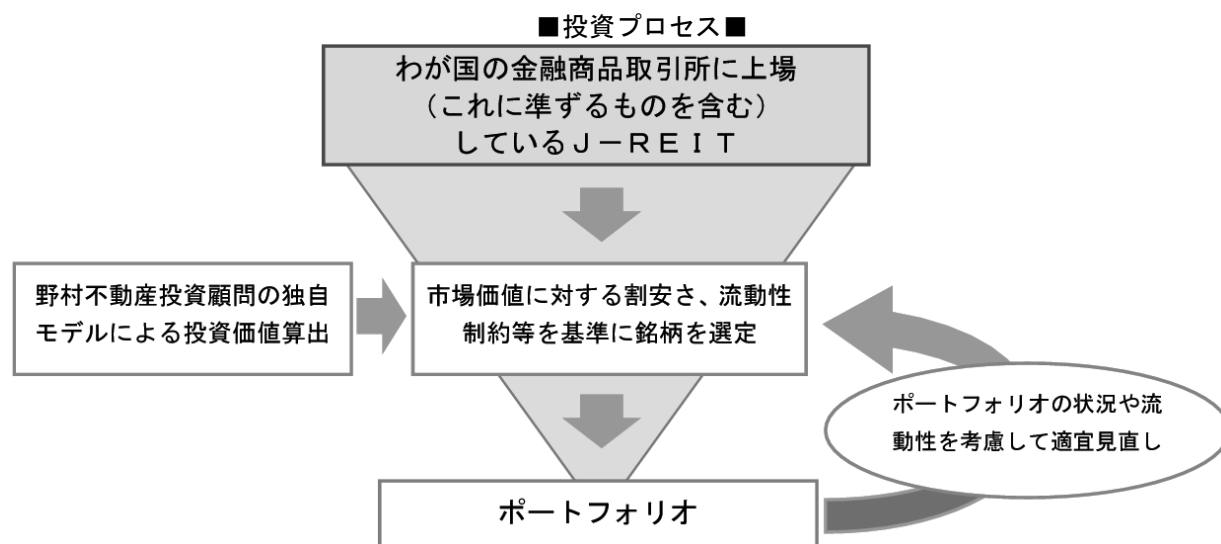 ■投資プロセス■
わが国の金融商品取引所に上場
（これに準ずるものを含む）
しているＪ－ＲＥＩＴ
野村不動産投資顧問の独自
モデルによる投資価値算出
市場価値に対する割安さ、流動性
制約等を基準に銘柄を選定
ポートフォリオの状況や流
動性を考慮して適宜見直し
ポートフォリオ